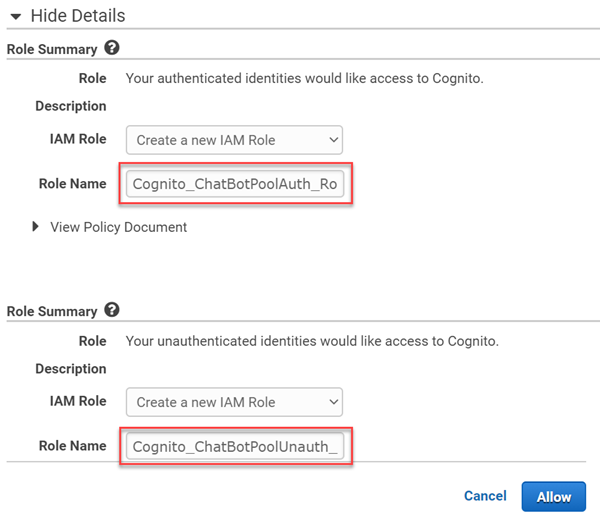 Hide Details
Role Summary ?
Role Your authenticated identities would like access to Cognito.
Description
IAM Role Create a new IAM Role
Role Name Cognito_ChatBotPoolAuth_Ro
View Policy Document
Role Summary ?
Role Your unauthenticated identities would like access to Cognito.
Description
IAM Role Create a new IAM Role
Role Name Cognito_ChatBotPoolUnauth_
Cancel Allow